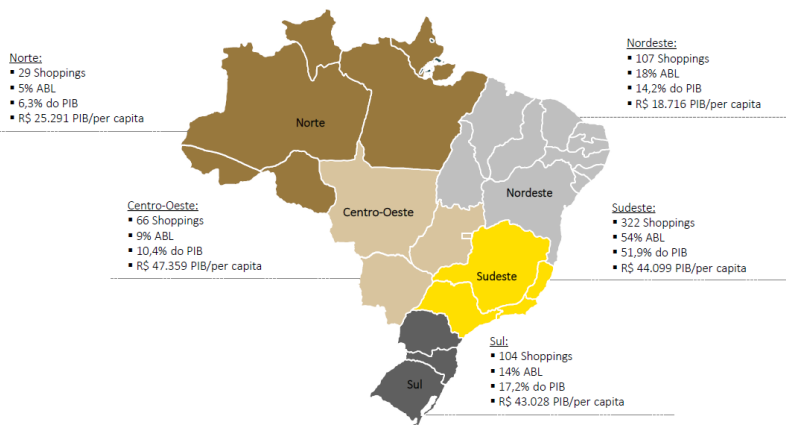 Norte:
▪ 29 Shoppings
▪ 5% ABL
▪ 6,3% do PIB
▪ R$ 25.291 PIB/per capita
Nordeste:
▪ 107 Shoppings
▪ 18% ABL
▪ 14,2% do PIB
▪ R$ 18.716 PIB/per capita
Norte
Nordeste
Centro-Oeste
Centro-Oeste:
▪ 66 Shoppings
▪ 9% ABL
▪ 10,4% do PIB
▪ R$ 47.359 PIB/per capita
Sudeste:
▪ 322 Shoppings
▪ 54% ABL
▪ 51,9% do PIB
▪ R$ 44.099 PIB/per capita
Sudeste
Sul:
▪ 104 Shoppings
▪ 14% ABL
▪ 17,2% do PIB
▪ R$ 43.028 PIB/per capita
Sul